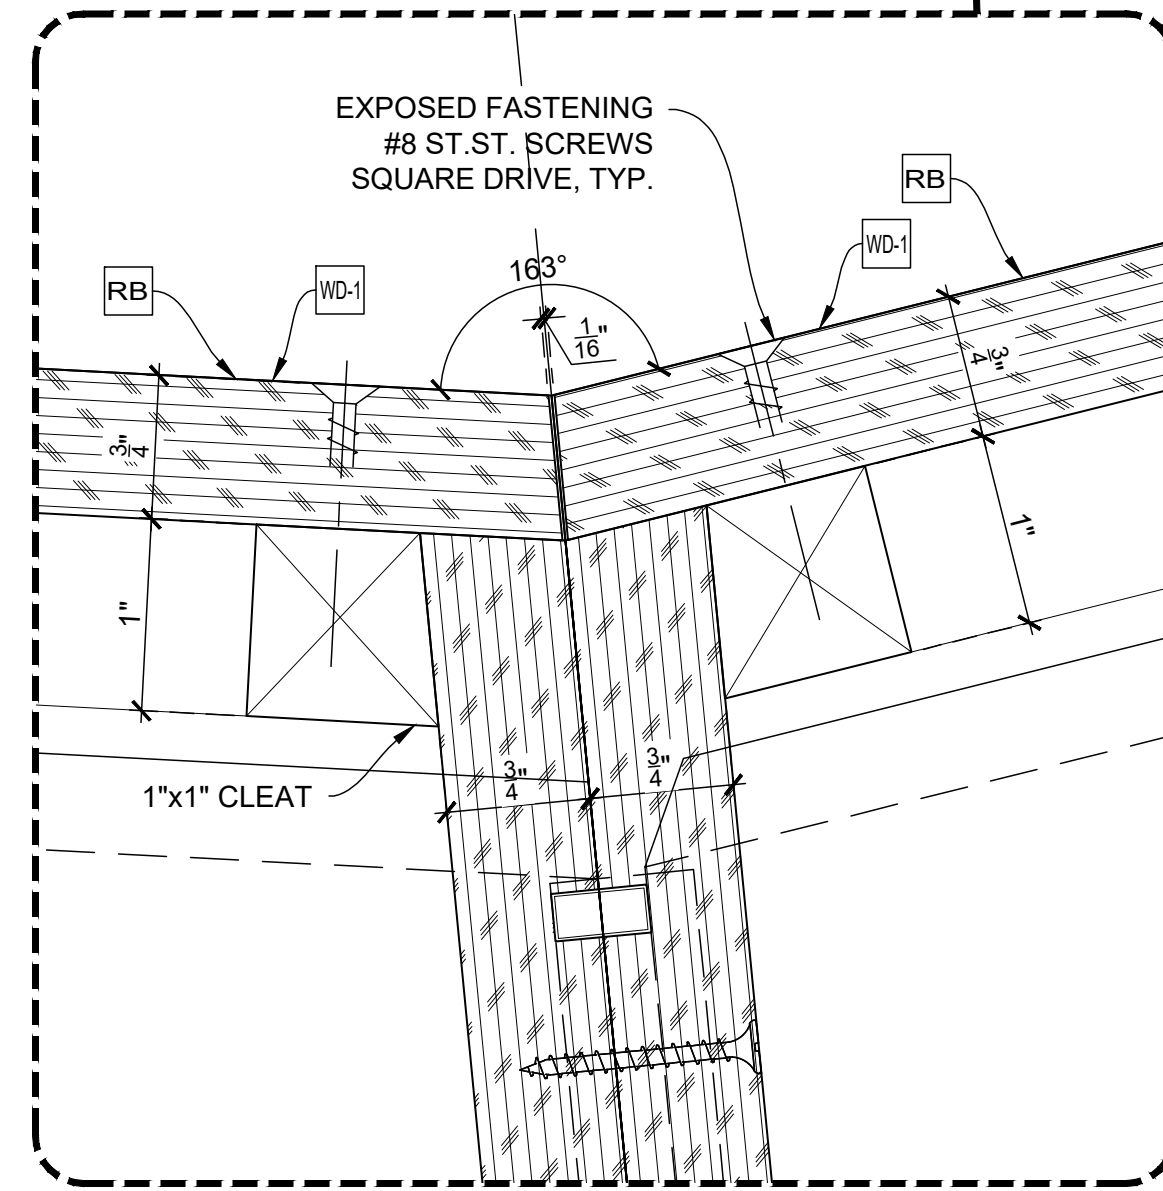 EXPOSED FASTENING
#8 ST.ST. SCREWS
SQUARE DRIVE, TYP.
RB
WD-1
163°
RB
WD-1
1/16"
3/4"
3/4"
1"
1"
3/4"
3/4"
1"x1" CLEAT